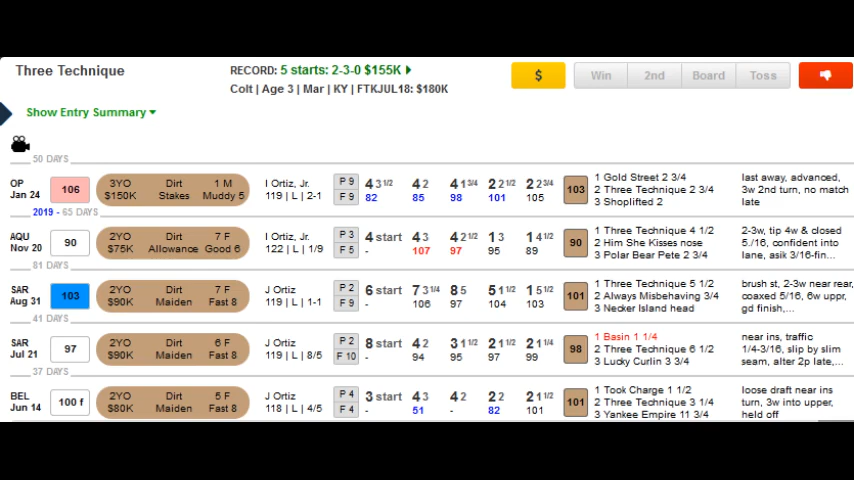 Three Technique
RECORD: 5 starts: 2-3-0 $155K
Colt | Age 3 | Mar | KY | FTKJUL18: $180K
$ Win 2nd Board Toss
Show Entry Summary
50 DAYS
OP Jan 24 106 3YO $150K Dirt Stakes 1 M Muddy 5 I Ortiz, Jr. 119 | L | 2-1 P 9 F 9 4 3 1/2 82 4 2 85 4 1 3/4 98 2 2 1/2 101 2 2 3/4 105 103 1 Gold Street 2 3/4 last away, advanced,
2 Three Technique 2 3/4 3w 2nd turn, no match
3 Shoplifted 2 late
2019 - 65 DAYS
AQU Nov 20 90 2YO $75K Dirt Allowance 7 F Good 6 I Ortiz, Jr. 122 | L | 1/9 P 3 F 5 4 start - 4 3 107 4 2 1/2 97 1 3 95 1 4 1/2 89 90 1 Three Technique 4 1/2 2-3w, tip 4w & closed
2 Him She Kisses nose 5./16, confident into
3 Polar Bear Pete 2 3/4 lane, asik 3/16-fin...
81 DAYS
SAR Aug 31 103 2YO $90K Dirt Maiden 7 F Fast 8 J Ortiz 119 | L | 1-1 P 2 F 9 6 start - 7 3 1/4 106 8 5 97 5 1 1/2 104 1 5 1/2 103 101 1 Three Technique 5 1/2 brush st, 2-3w near rear,
2 Always Misbehaving 3/4 coaxed 5/16, 6w uppr,
3 Necker Island head gd finish,...
41 DAYS
SAR Jul 21 97 2YO $90K Dirt Maiden 6 F Fast 8 J Ortiz 119 | L | 8/5 P 2 F 10 8 start - 4 2 94 3 1 95 2 1 1/2 97 2 1 1/4 99 98 1 Basin 1 1/4 near ins, traffic
2 Three Technique 6 1/2 1/4-3/16, slip by slim
3 Lucky Curlin 3 3/4 seam, alter 2p late,...
37 DAYS
BEL Jun 14 100 f 2YO $80K Dirt Maiden 5 F Fast 8 J Ortiz 118 | L | 4/5 P 4 F 4 3 start - 4 3 51 4 2 - 2 2 82 2 1 1/2 101 101 1 Took Charge 1 1/2 loose draft near ins
2 Three Technique 3 1/4 turn, 3w into upper,
3 Yankee Empire 11 3/4 held off